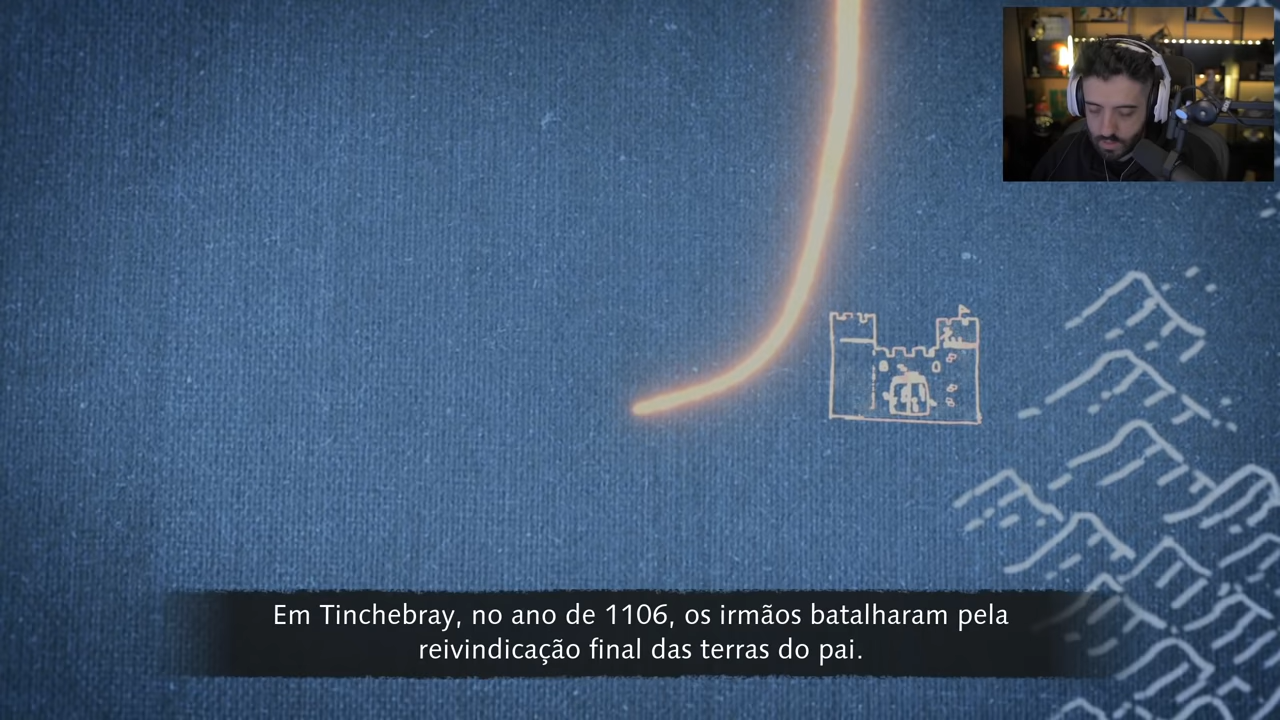 Em Tinchebray, no ano de 1106, os irmãos batalharam pela
reivindicação final das terras do pai.